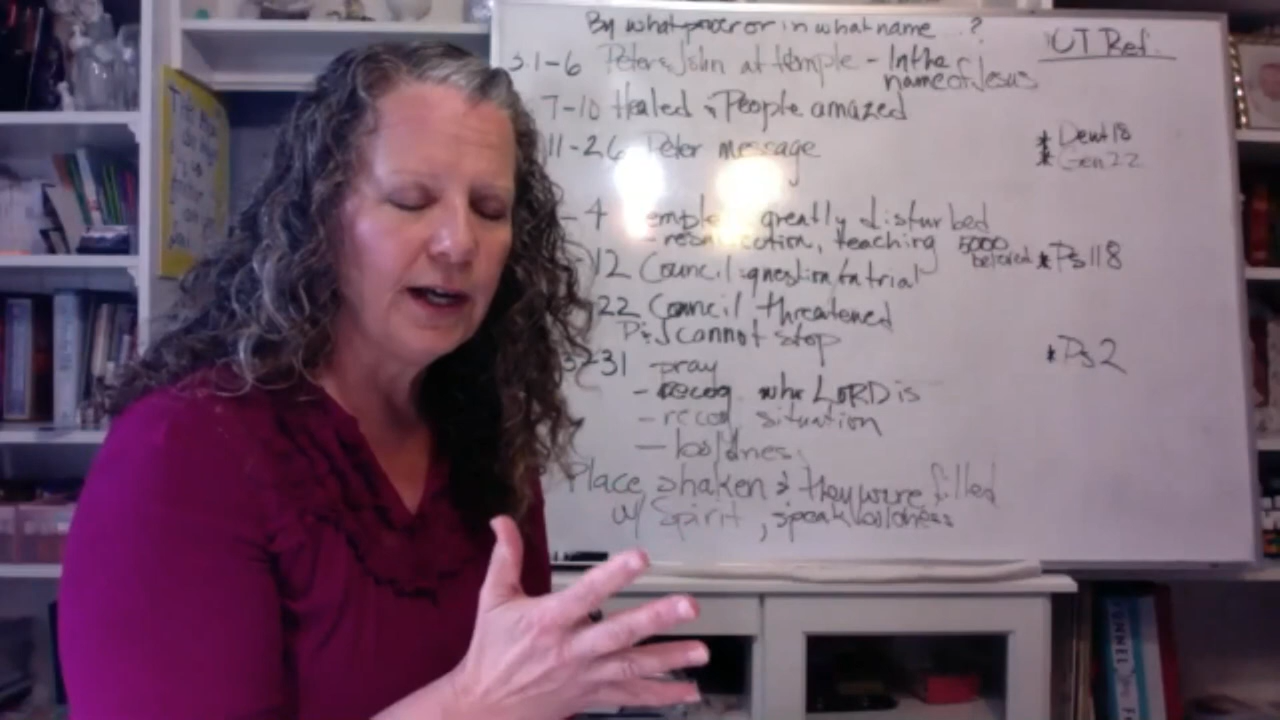 By what power or in what name ?
OT Ref.
3:1-6 Peter & John at temple - In the
name of Jesus
7-10 Healed & People amazed
11-26 Peter message
* Deut 18
* Gen 22
- 4 greatly disturbed
- teaching 5000
believed * Ps 118
12 Council question on trial
22 Council threatened
P & J cannot stop
* Ps 2
31 pray
- recog who LORD is
- recog situation
- boldness
Place shaken & they were filled
w/ Spirit, speak boldness